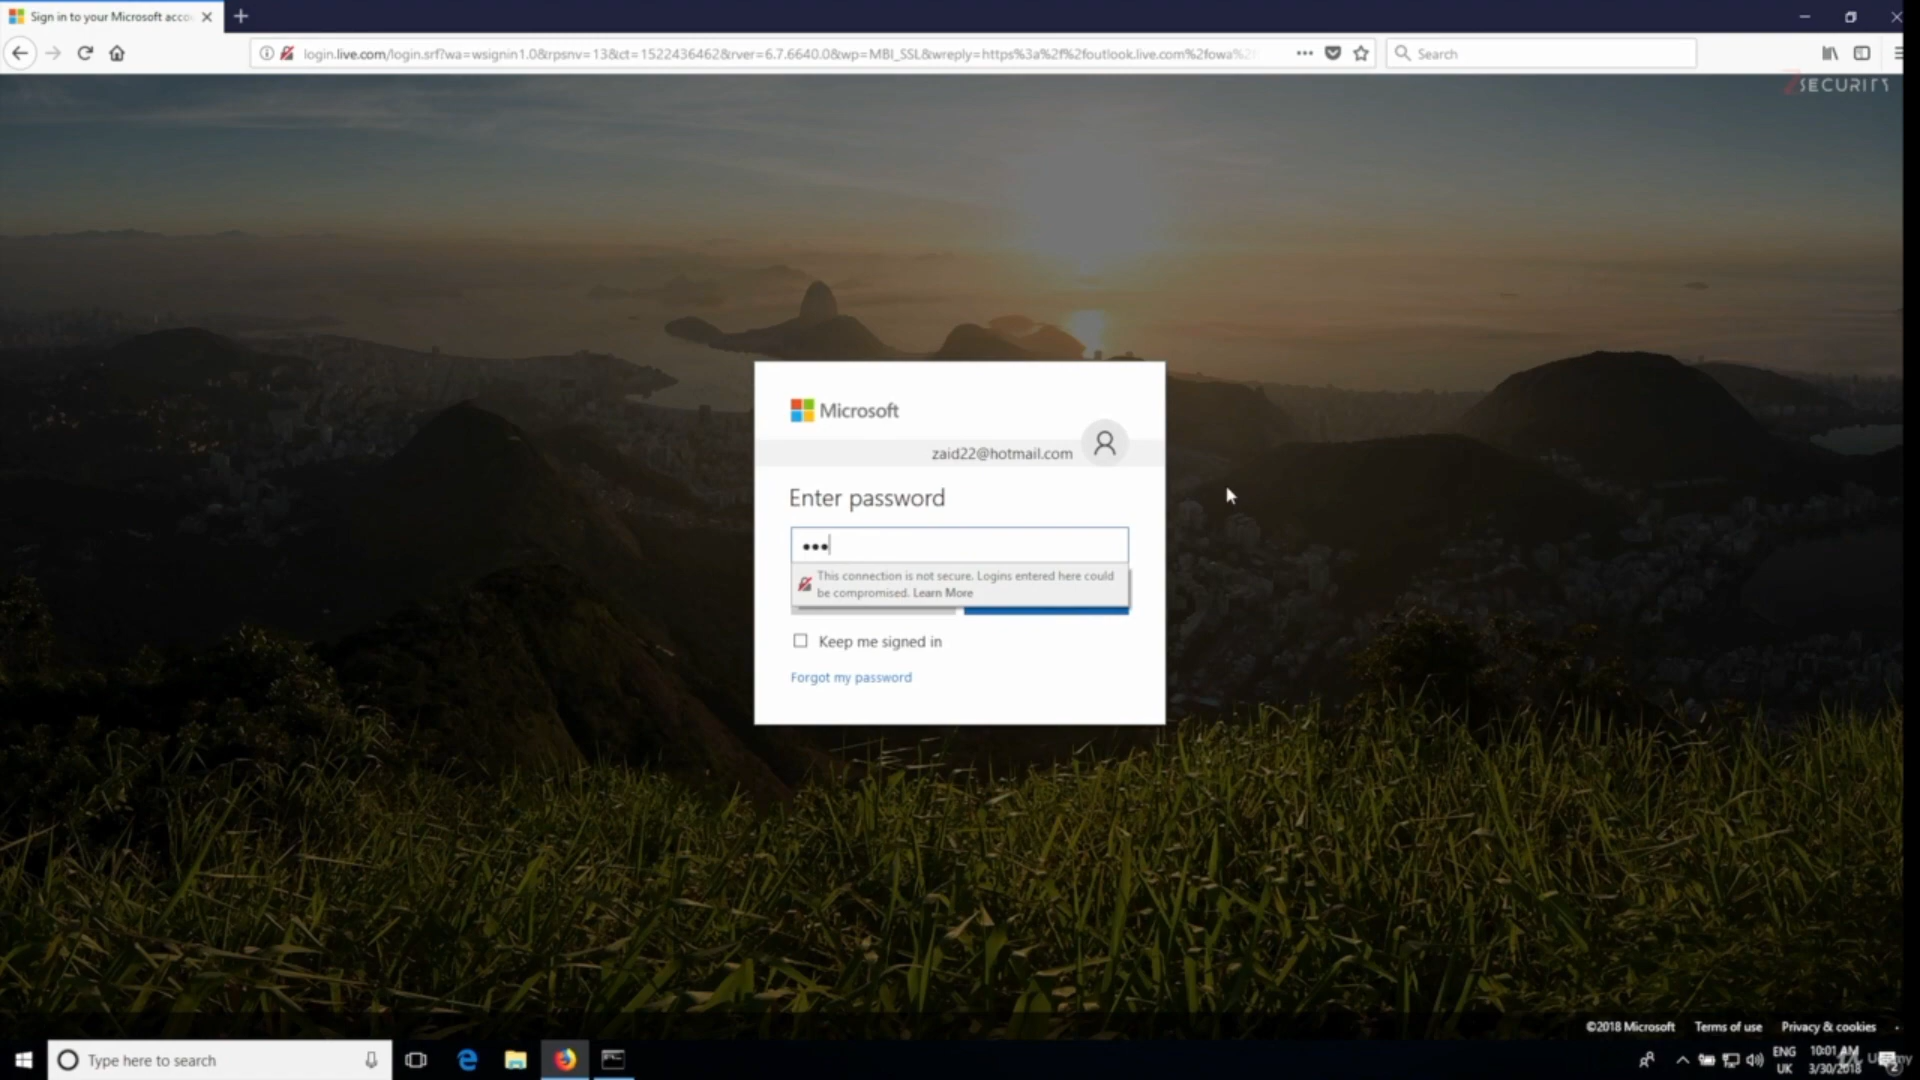 Sign in to your Microsoft acco
login.live.com/login.srf?wa=wsignin1.0&rpsnv=13&ct=1522436462&rver=6.7.6640.0&wp=MBI_SSL&wreply=https%3a%2f%2foutlook.live.com%2fowa%2f
Search
ZSECURITY
Microsoft
zaid22@hotmail.com
Enter password
This connection is not secure. Logins entered here could
be compromised. Learn More
Keep me signed in
Forgot my password
©2018 Microsoft
Terms of use
Privacy & cookies
Type here to search
ENG
UK
10:01 AM
3/30/2018
Udemy
2